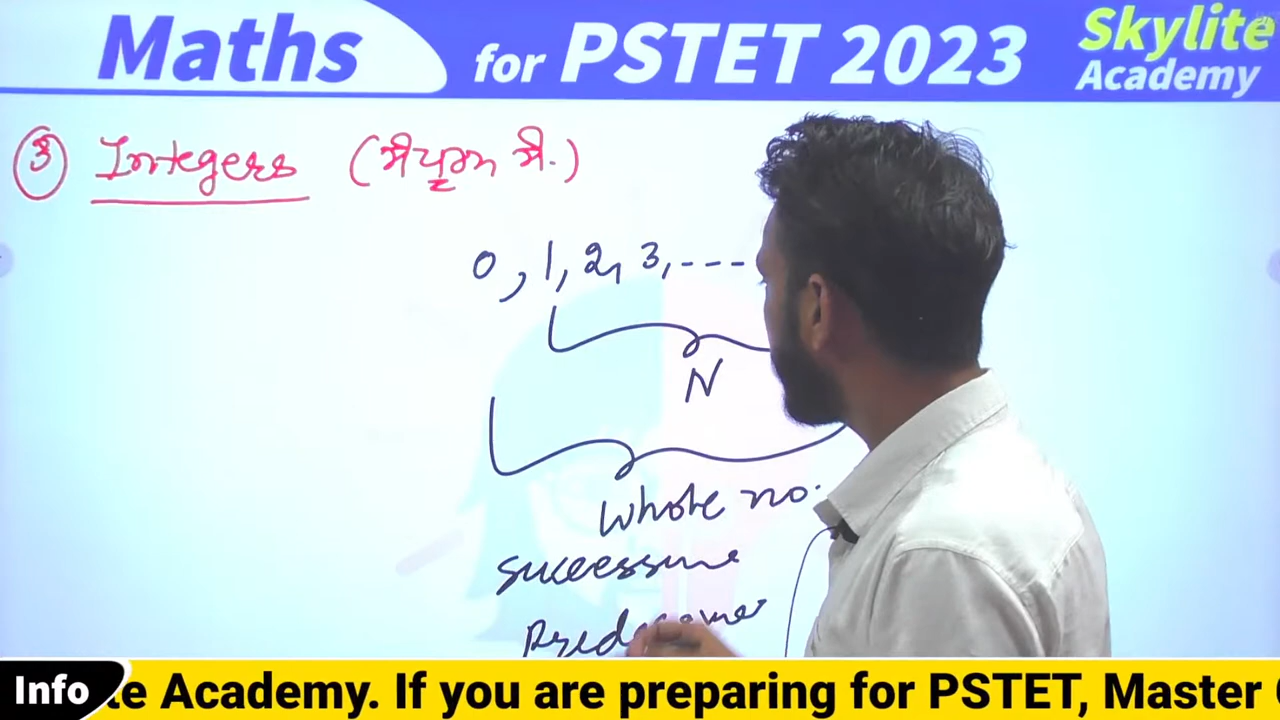 Maths for PSTET 2023 Skylite Academy
③ Integers (ਸੰਪੂਰਨ ਸੰ.)
0, 1, 2, 3, ---
N
Whole no.
Info te Academy. If you are preparing for PSTET, Master